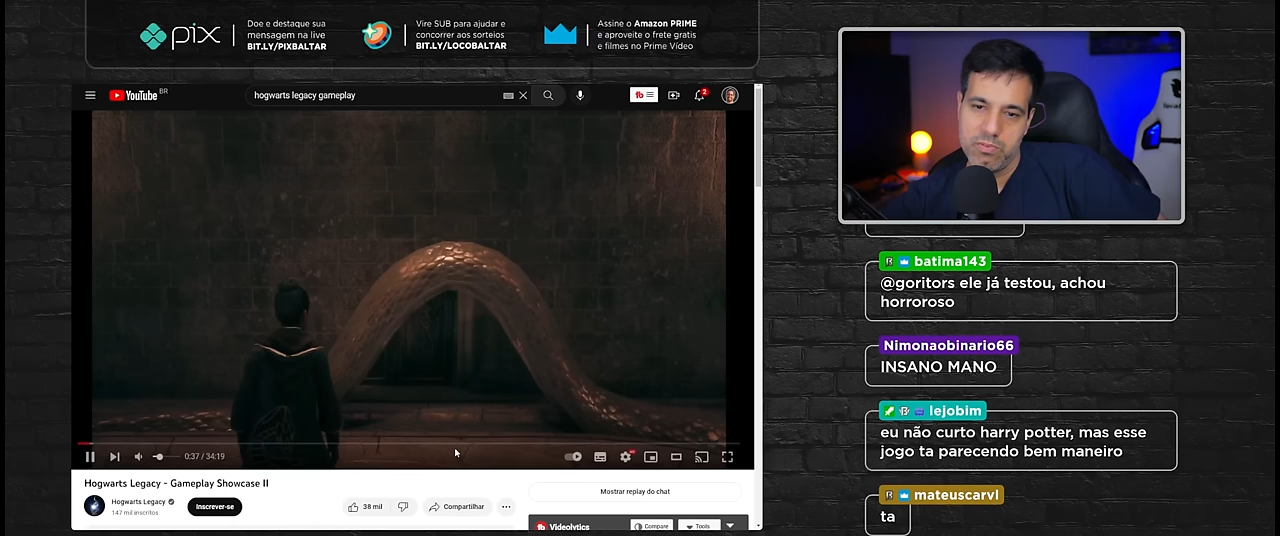 pix
Doe e destaque sua
mensagem na live
BIT.LY/PIXBALTAR
Vire SUB para ajudar e
concorrer aos sorteios
BIT.LY/LOCOBALTAR
Assine o Amazon PRIME
e aproveite o frete gratis
e filmes no Prime Vídeo
YouTube BR
hogwarts legacy gameplay
2
0:37 / 34:19
Hogwarts Legacy - Gameplay Showcase II
Hogwarts Legacy
147 mil inscritos
Inscrever-se
38 mil
Compartilhar
Mostrar replay do chat
Videolytics
Compare
Tools
batima143
@goritors ele já testou, achou
horroroso
Nimonaobinario66
INSANO MANO
lejobim
eu não curto harry potter, mas esse
jogo ta parecendo bem maneiro
mateuscarvl
ta